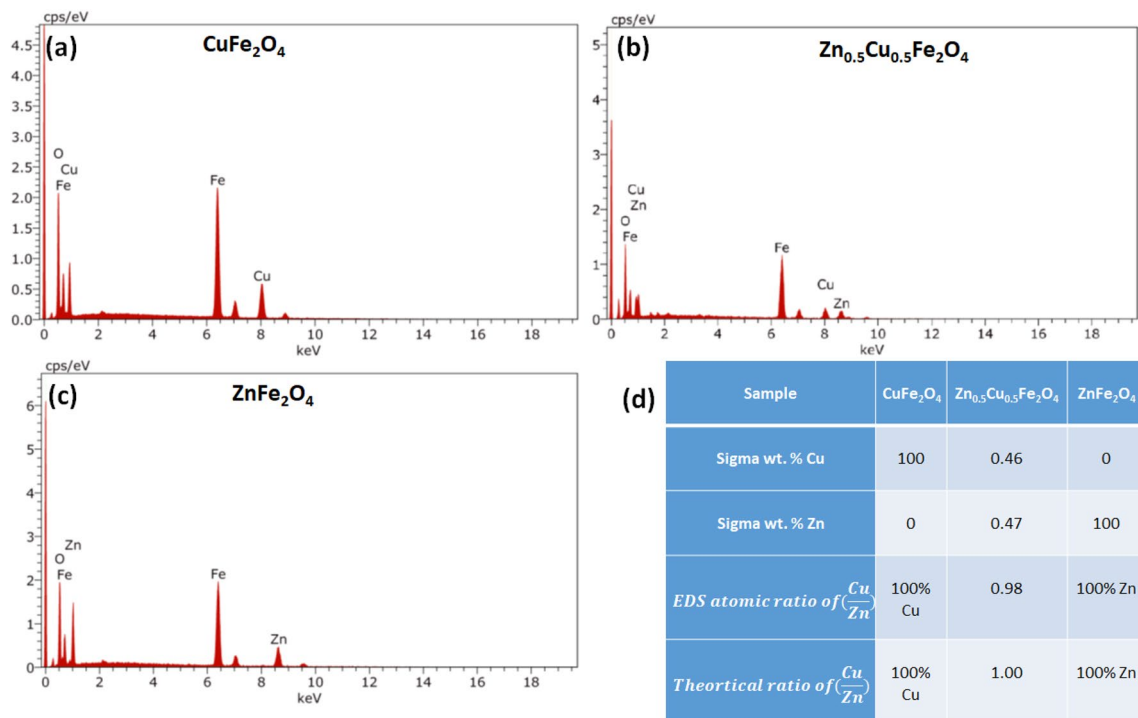 cps/eV
(a)
CuFe₂O₄
4.5
4.0
3.5
3.0
2.5
2.0
1.5
1.0
0.5
0.0
O
Cu
Fe
Fe
Cu
0 2 4 6 8 10 12 14 16 18
keV
cps/eV
(b)
Zn₀.₅Cu₀.₅Fe₂O₄
5
4
3
2
1
0
Cu
Zn
O
Fe
Fe
Cu
Zn
0 2 4 6 8 10 12 14 16 18
keV
cps/eV
(c)
ZnFe₂O₄
6
5
4
3
2
1
0
Zn
O
Fe
Fe
Zn
0 2 4 6 8 10 12 14 16 18
keV
(d)
Sample CuFe₂O₄ Zn₀.₅Cu₀.₅Fe₂O₄ ZnFe₂O₄
Sigma wt. % Cu 100 0.46 0
Sigma wt. % Zn 0 0.47 100
EDS atomic ratio of(Cu/Zn) 100% Cu 0.98 100% Zn
Theortical ratio of(Cu/Zn) 100% Cu 1.00 100% Zn